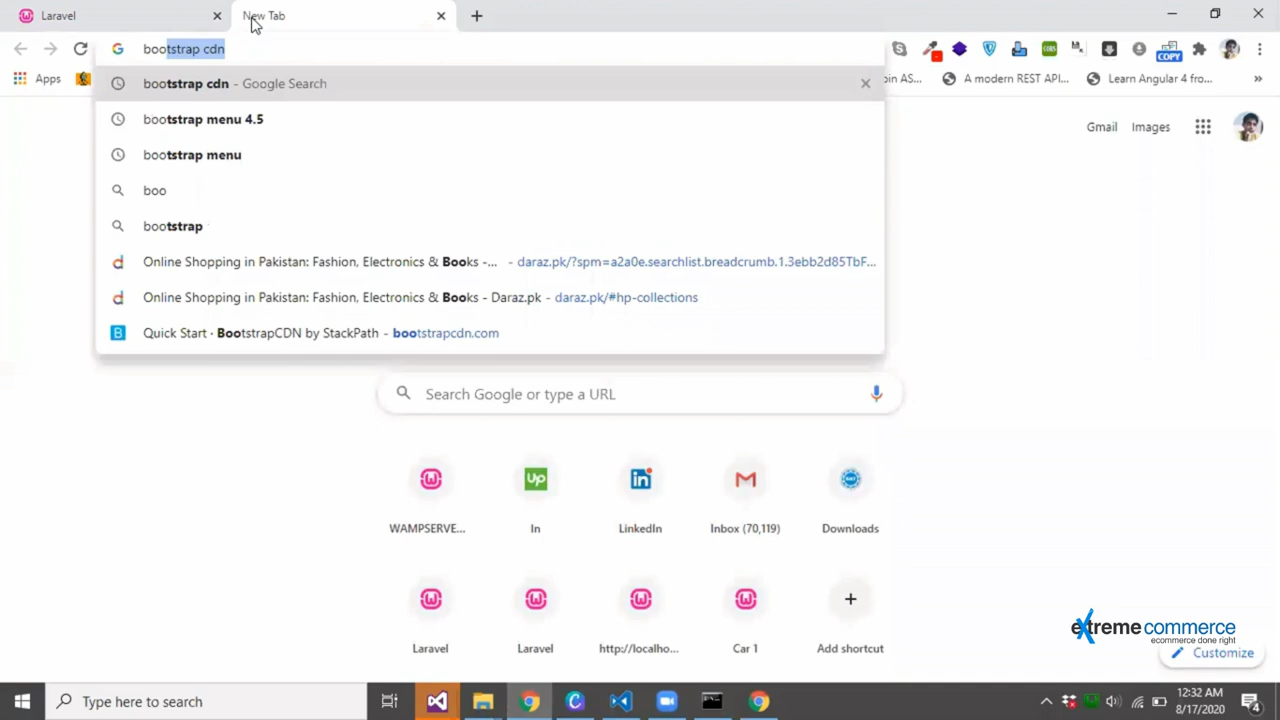 Laravel
New Tab
bootstrap cdn
COPY
Apps
oin AS...
A modern REST API...
Learn Angular 4 fro...
bootstrap cdn - Google Search
bootstrap menu 4.5
bootstrap menu
boo
bootstrap
Online Shopping in Pakistan: Fashion, Electronics & Books -... - daraz.pk/?spm=a2a0e.searchlist.breadcrumb.1.3ebb2d85TbF...
Online Shopping in Pakistan: Fashion, Electronics & Books - Daraz.pk - daraz.pk/#hp-collections
Quick Start · BootstrapCDN by StackPath - bootstrapcdn.com
Gmail
Images
Search Google or type a URL
WAMPSERVE...
In
LinkedIn
Inbox (70,119)
Downloads
Laravel
Laravel
http://localho...
Car 1
Add shortcut
extreme commerce
ecommerce done right
Customize
Type here to search
12:32 AM
8/17/2020
4